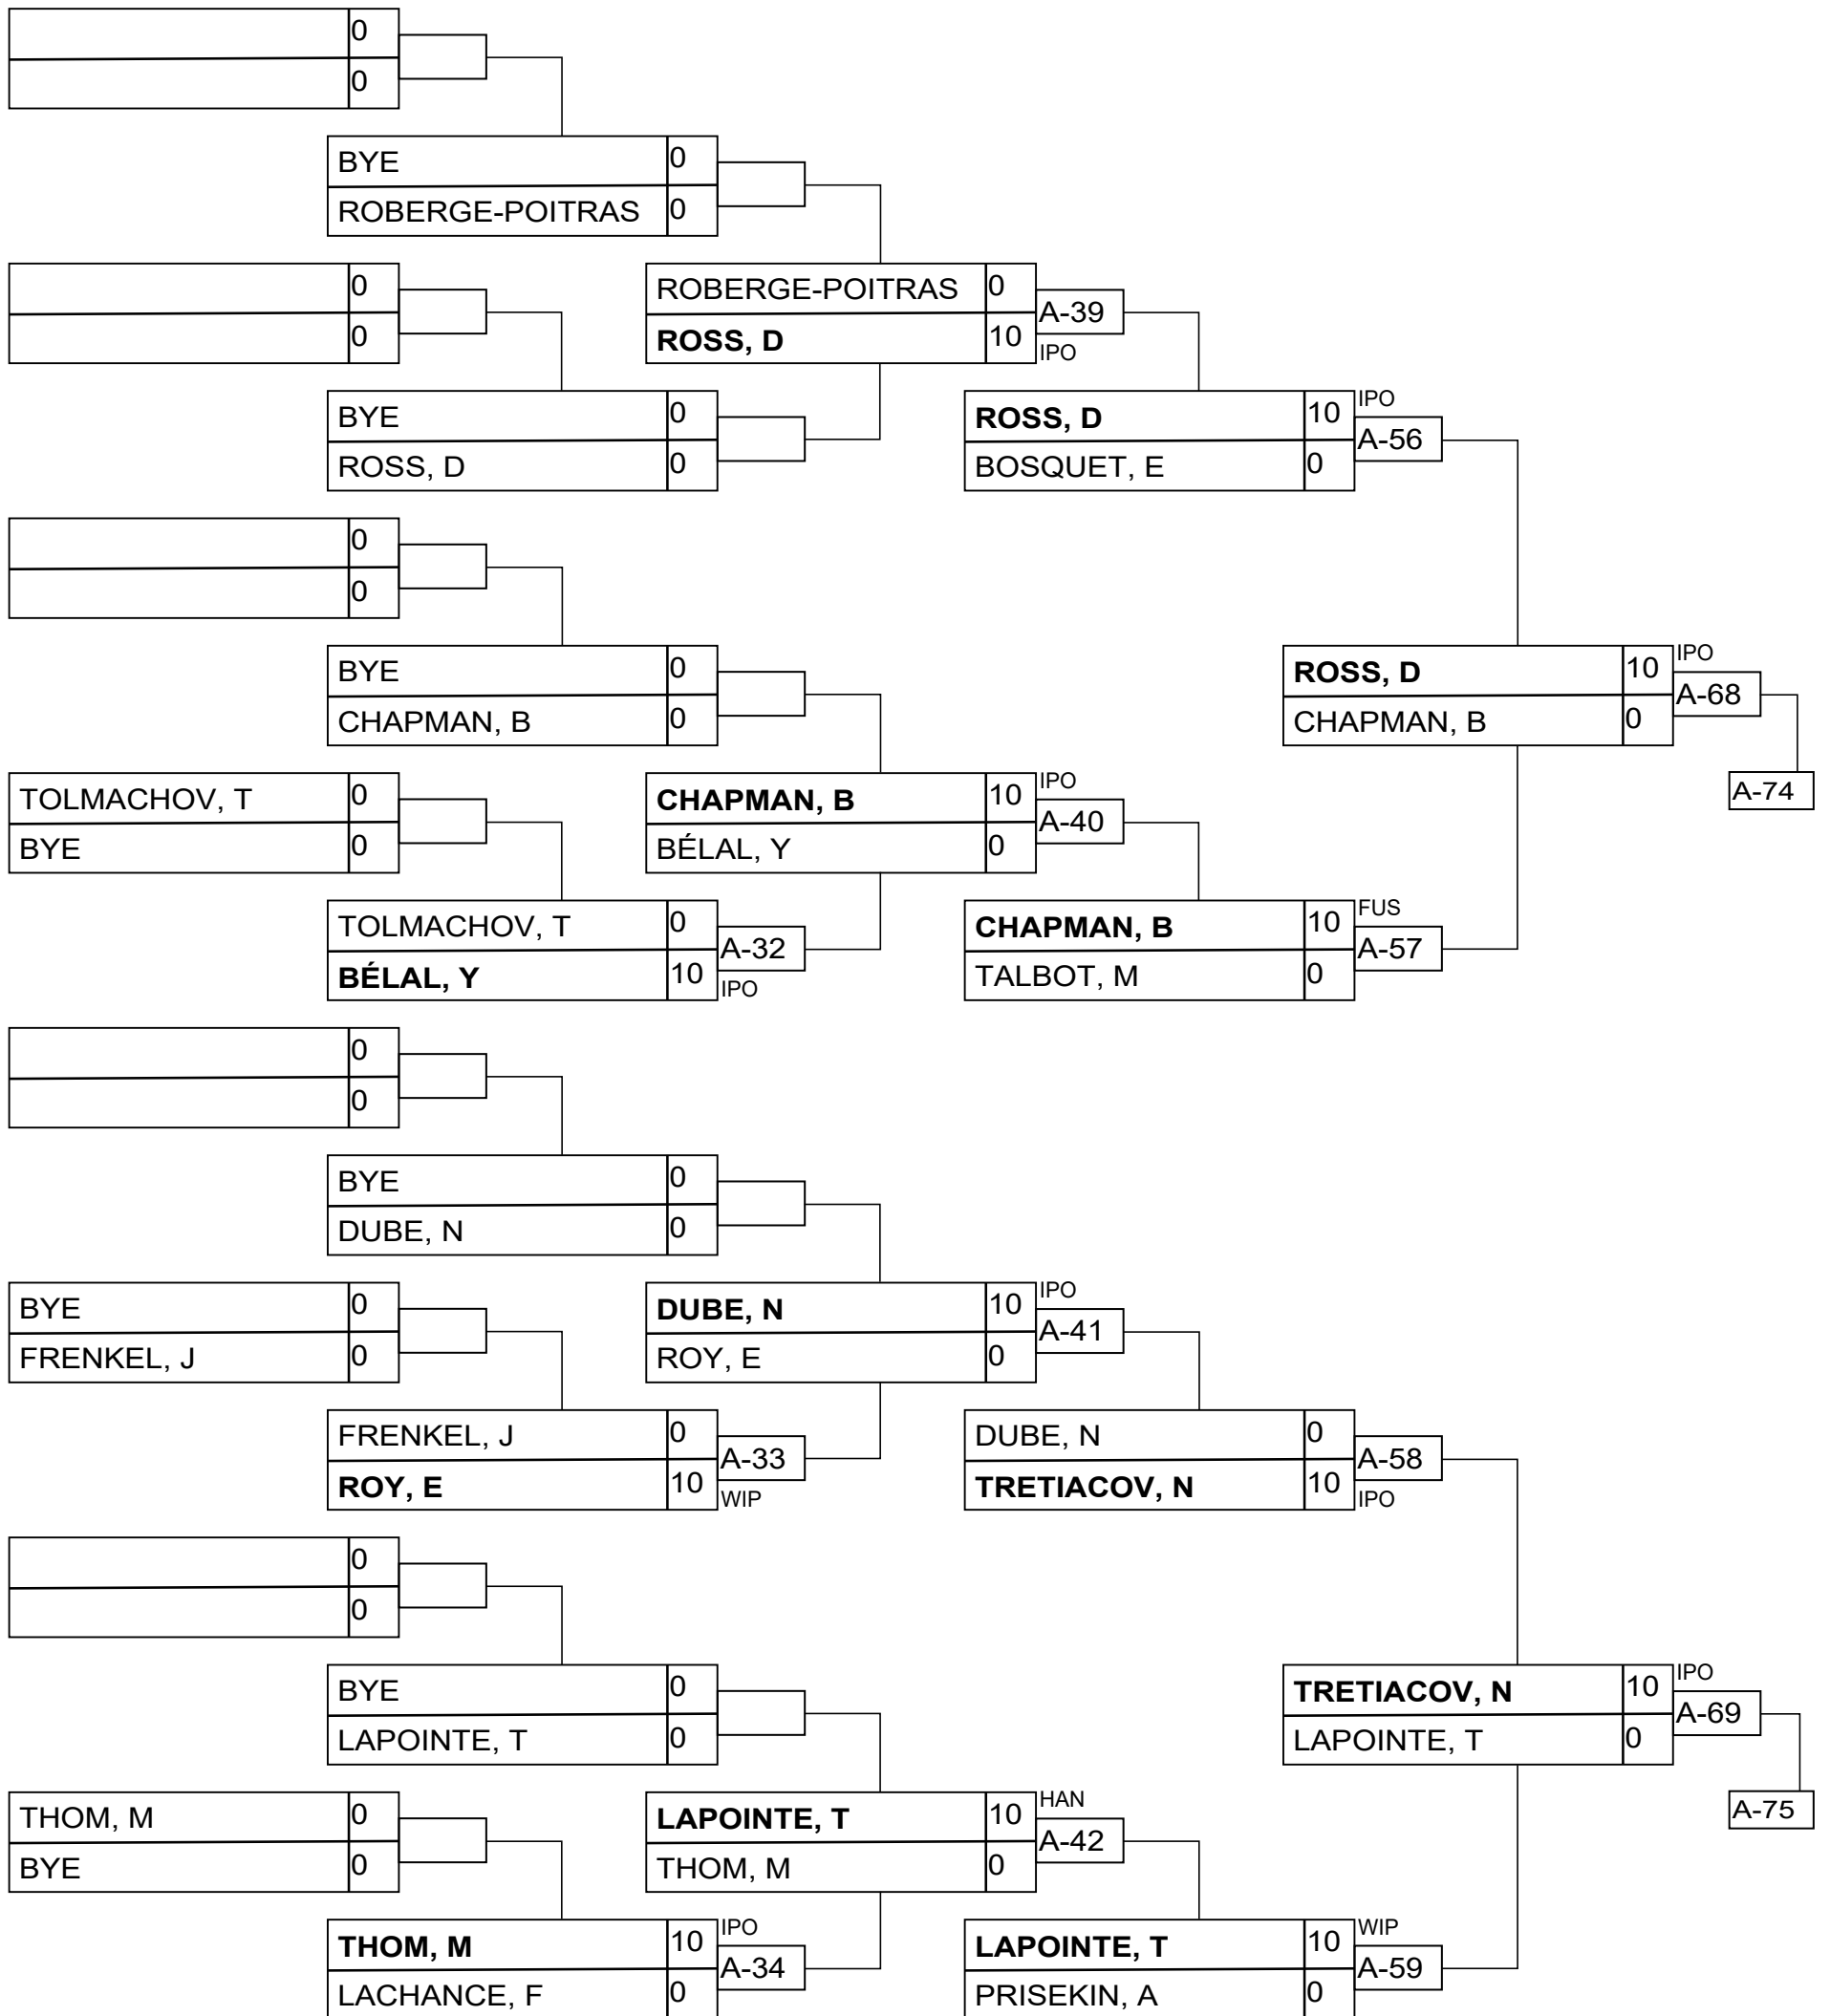 0
0
BYE 0
ROBERGE-POITRAS 0
0
0
ROBERGE-POITRAS 0
A-39
ROSS, D 10
IPO
BYE 0
ROSS, D 0
ROSS, D 10
IPO
A-56
BOSQUET, E 0
0
0
BYE 0
CHAPMAN, B 0
ROSS, D 10
IPO
A-68
CHAPMAN, B 0
A-74
TOLMACHOV, T 0
BYE 0
CHAPMAN, B 10
IPO
A-40
BÉLAL, Y 0
TOLMACHOV, T 0
A-32
BÉLAL, Y 10
IPO
CHAPMAN, B 10
FUS
A-57
TALBOT, M 0
0
0
BYE 0
DUBE, N 0
BYE 0
FRENKEL, J 0
DUBE, N 10
IPO
A-41
ROY, E 0
FRENKEL, J 0
A-33
ROY, E 10
WIP
DUBE, N 0
A-58
TRETIACOV, N 10
IPO
0
0
BYE 0
LAPOINTE, T 0
TRETIACOV, N 10
IPO
A-69
LAPOINTE, T 0
A-75
THOM, M 0
BYE 0
LAPOINTE, T 10
HAN
A-42
THOM, M 0
THOM, M 10
IPO
A-34
LACHANCE, F 0
LAPOINTE, T 10
WIP
A-59
PRISEKIN, A 0